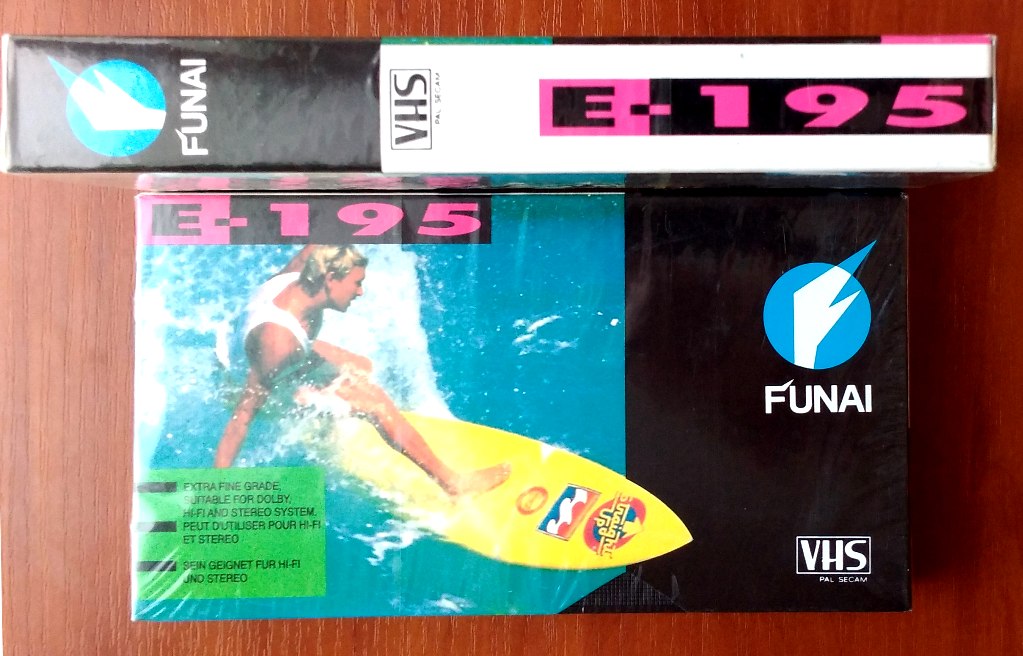 FUNAI
VHS
PAL SECAM
E-195
E-195
FUNAI
EXTRA FINE GRADE,
SUITABLE FOR DOLBY,
HI-FI AND STEREO SYSTEM.
PEUT D'UTILISER POUR HI-FI
ET STEREO
SEIN GEIGNET FUR HI-FI
UND STEREO
VHS
PAL SECAM